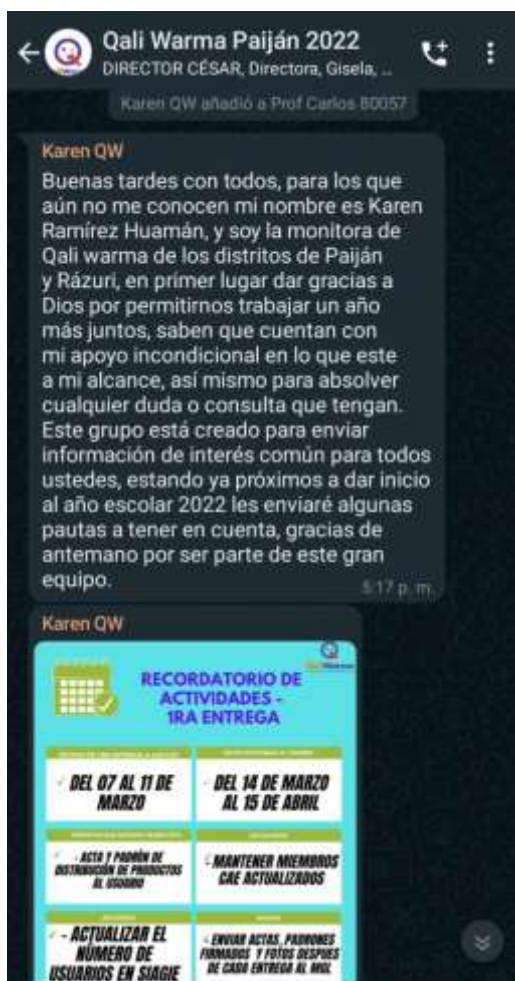 Qali Warma Paiján 2022
DIRECTOR CÉSAR, Directora, Gisela, ...
Karen QW añadió a Prof Carlos 80057
Karen QW
Buenas tardes con todos, para los que
aún no me conocen mi nombre es Karen
Ramírez Huamán, y soy la monitora de
Qali warma de los distritos de Paiján
y Rázuri, en primer lugar dar gracias a
Dios por permitirnos trabajar un año
más juntos, saben que cuentan con
mi apoyo incondicional en lo que este
a mi alcance, así mismo para absolver
cualquier duda o consulta que tengan.
Este grupo está creado para enviar
información de interés común para todos
ustedes, estando ya próximos a dar inicio
al año escolar 2022 les enviaré algunas
pautas a tener en cuenta, gracias de
antemano por ser parte de este gran
equipo.
5:17 p. m.
Karen QW
RECORDATORIO DE
ACTIVIDADES -
1RA ENTREGA
DEL 07 AL 11 DE
MARZO
- DEL 14 DE MARZO
AL 15 DE ABRIL
- ACTA Y PADRÓN DE
DISTRIBUCIÓN DE PRODUCTOS
AL USUARIO
- MANTENER MIEMBROS
CAE ACTUALIZADOS
- ACTUALIZAR EL
NÚMERO DE
USUARIOS EN SIAGIE
- ENVIAR ACTAS, PADRONES
FIRMADOS Y FOTOS DESPUES
DE CADA ENTREGA AL MGL